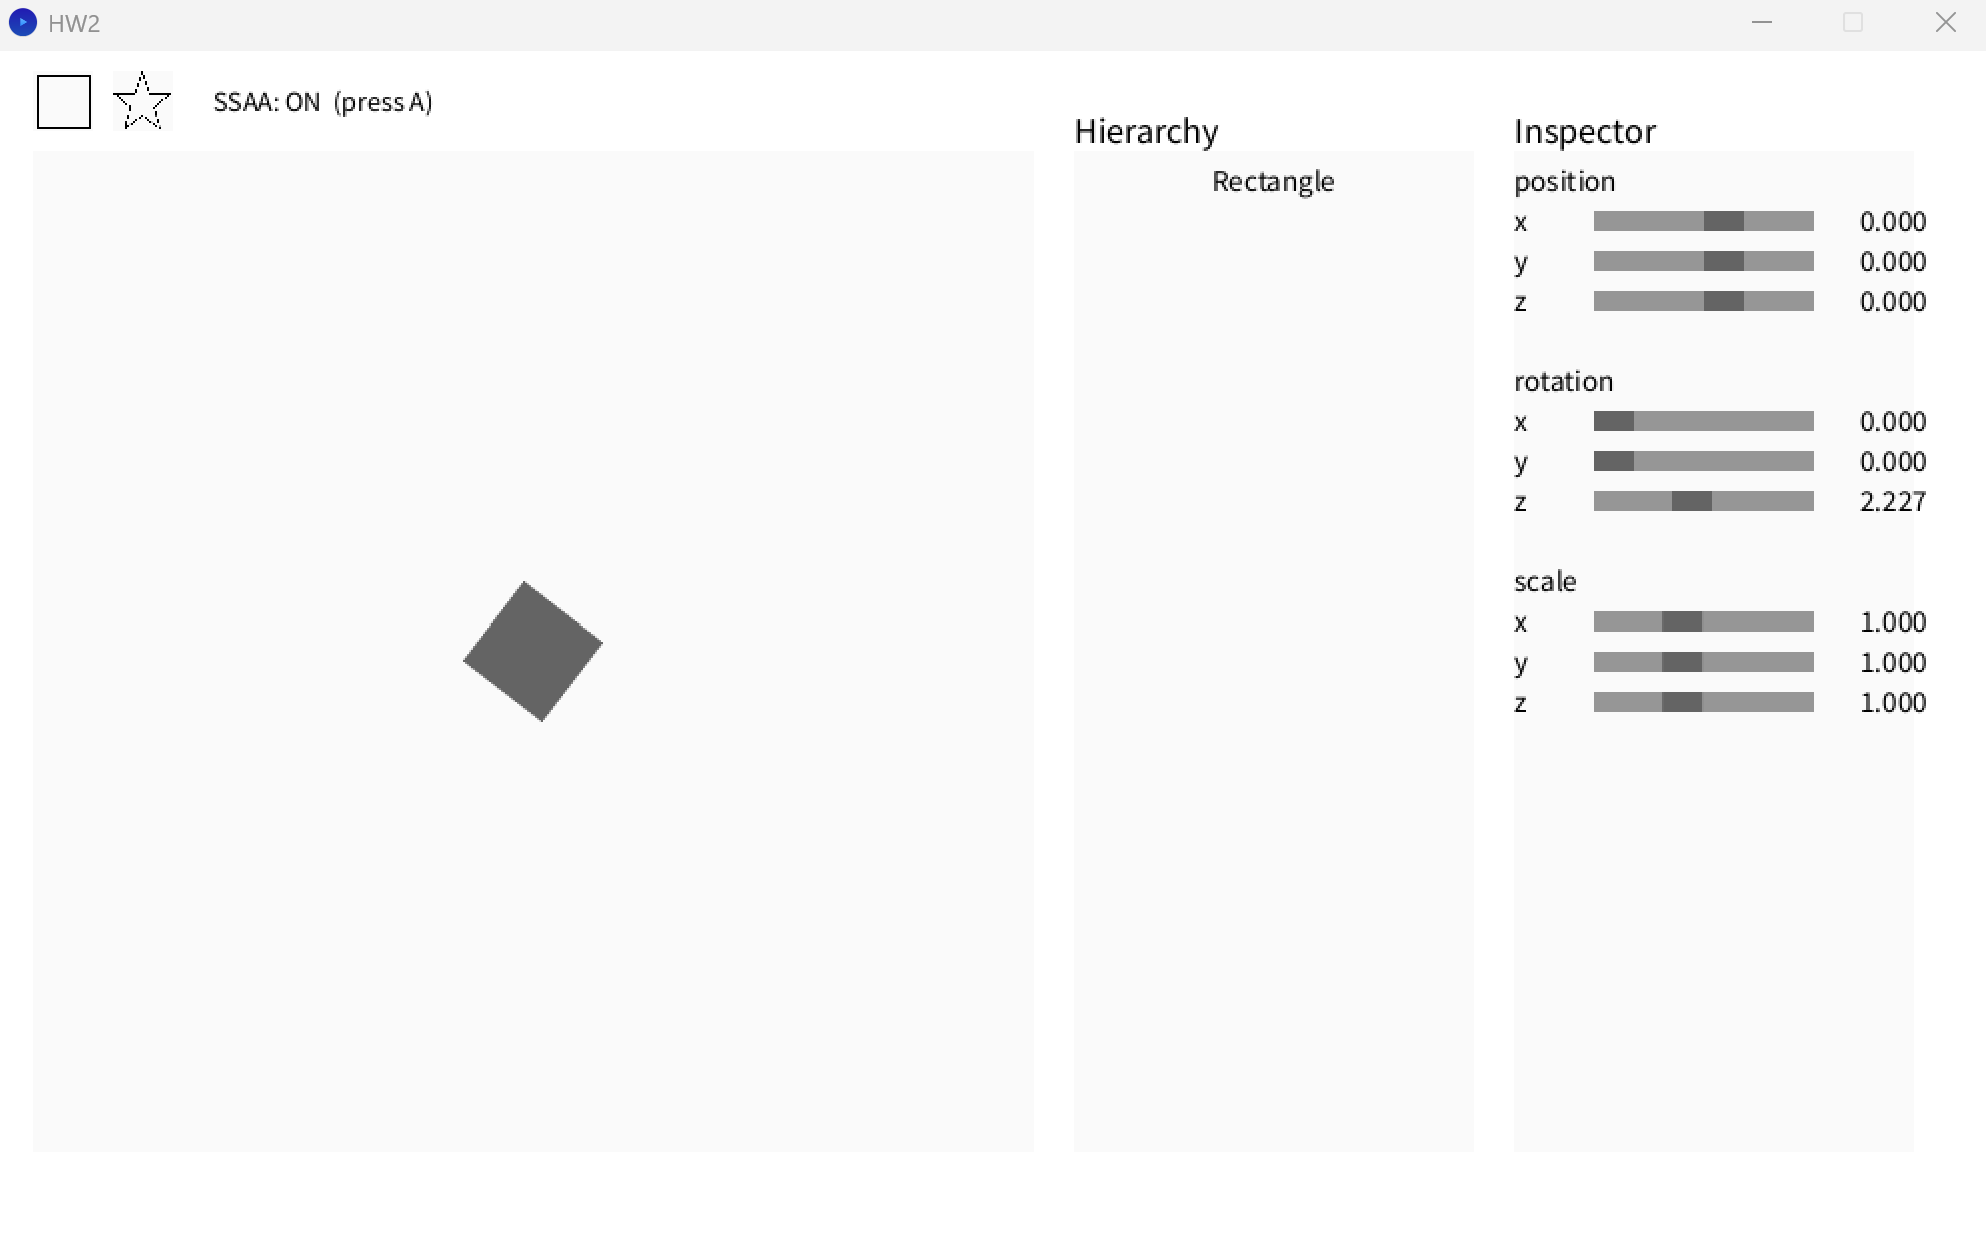 HW2
SSAA: ON (press A)
Hierarchy
Rectangle
Inspector
position
x 0.000
y 0.000
z 0.000
rotation
x 0.000
y 0.000
z 2.227
scale
x 1.000
y 1.000
z 1.000